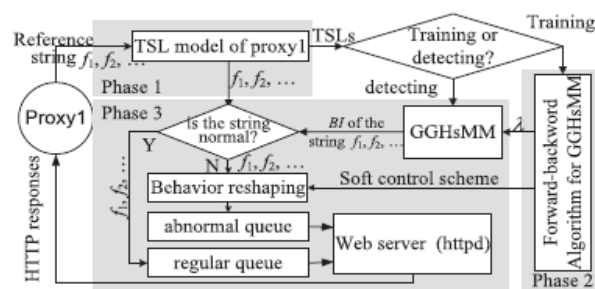 Reference
string f₁, f₂, …
TSL model of proxy1
TSLs
Training or
detecting?
Training
Phase 1
f₁, f₂, …
detecting
Phase 3
Proxy1
Is the string
normal?
BI of the
string f₁, f₂, …
GGHsMM
λ
Forward-backword
Algorithm for GGHsMM
Y
N
f₁, f₂, …
f₁, f₂, …
Behavior reshaping
Soft control scheme
abnormal queue
regular queue
Web server (httpd)
HTTP responses
Phase 2